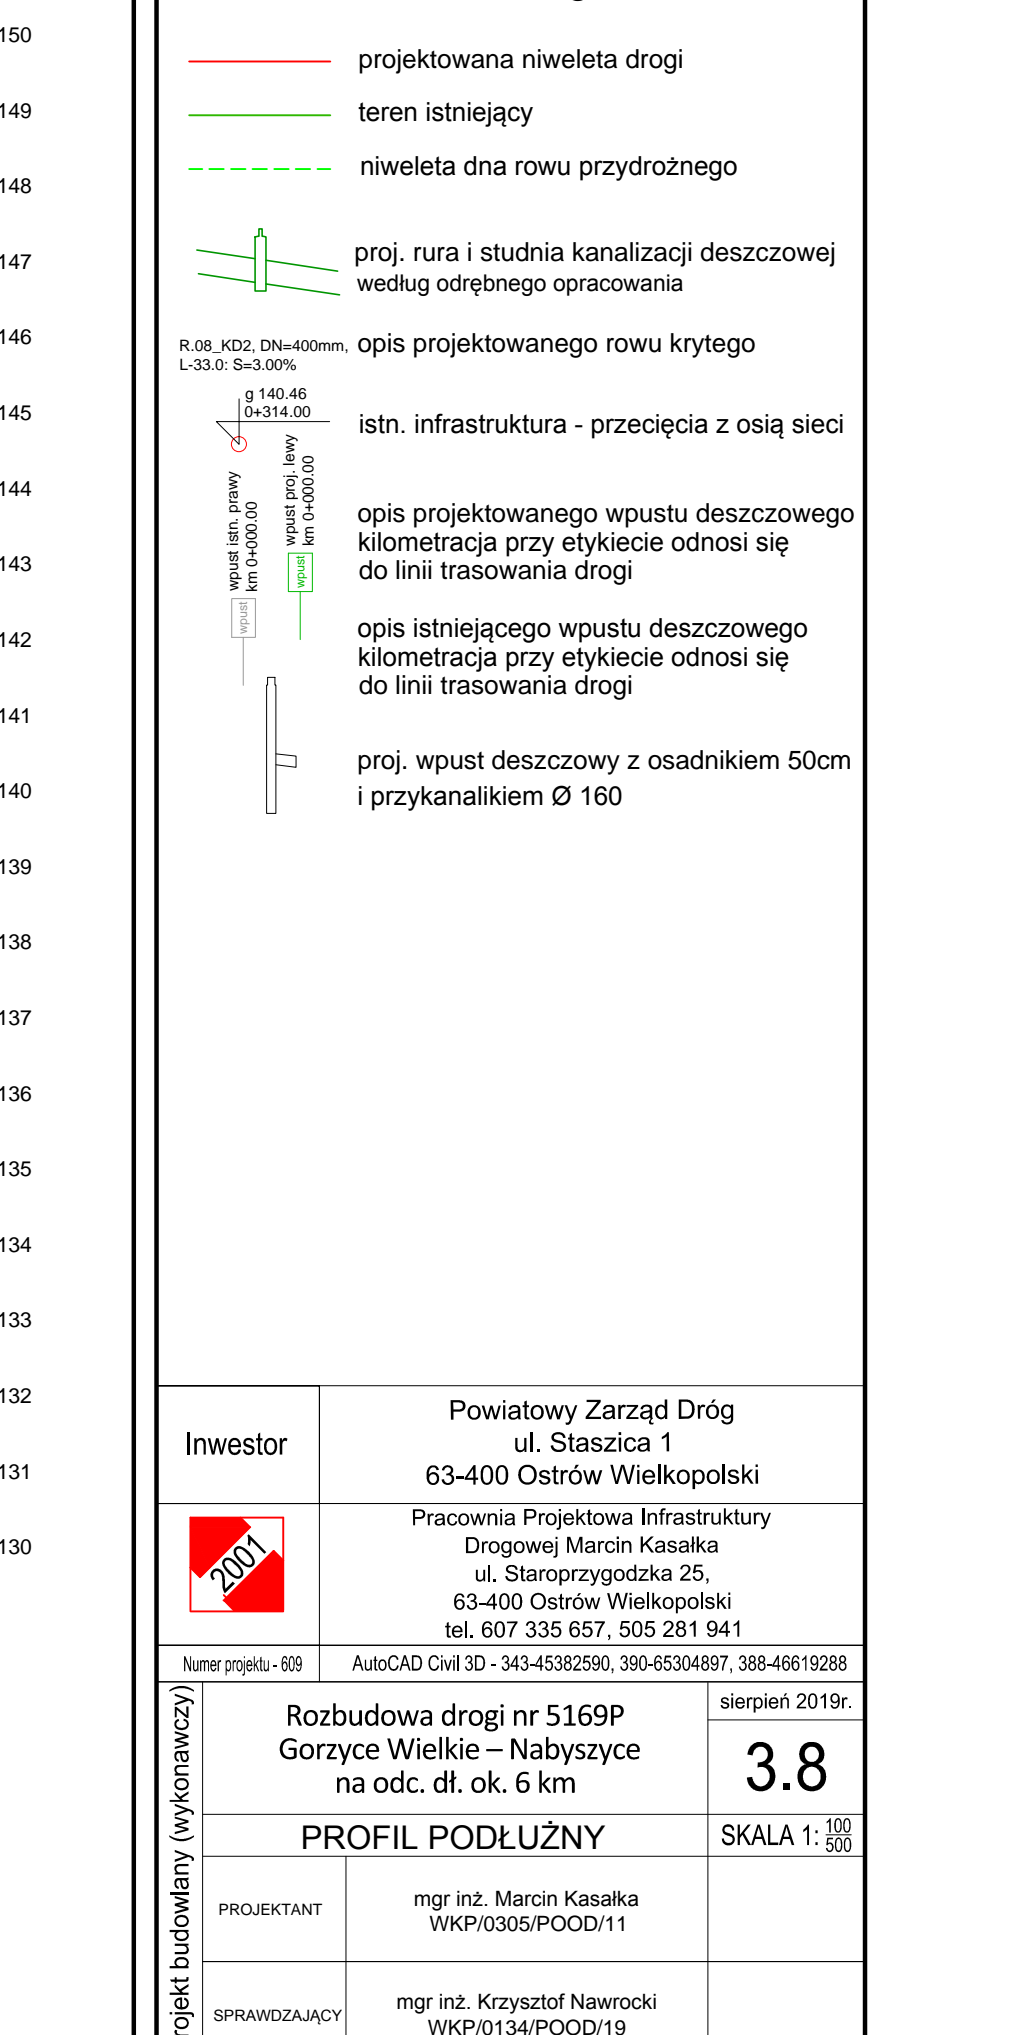 150
149
148
147
146
145
144
143
142
141
140
139
138
137
136
135
134
133
132
131
130
projektowana niweleta drogi
teren istniejący
niweleta dna rowu przydrożnego
proj. rura i studnia kanalizacji deszczowej
według odrębnego opracowania
R.08_KD2, DN=400mm,
L-33.0: S=3.00%
opis projektowanego rowu krytego
g 140.46
0+314.00
istn. infrastruktura - przecięcia z osią sieci
wpust istn. prawy
km 0+000.00
wpust
wpust proj. lewy
km 0+000.00
wpust
opis projektowanego wpustu deszczowego
kilometracja przy etykiecie odnosi się
do linii trasowania drogi
opis istniejącego wpustu deszczowego
kilometracja przy etykiecie odnosi się
do linii trasowania drogi
proj. wpust deszczowy z osadnikiem 50cm
i przykanalikiem Ø 160
Inwestor
Powiatowy Zarząd Dróg
ul. Staszica 1
63-400 Ostrów Wielkopolski
2001
Pracownia Projektowa Infrastruktury
Drogowej Marcin Kasałka
ul. Staroprzygodzka 25,
63-400 Ostrów Wielkopolski
tel. 607 335 657, 505 281 941
Numer projektu - 609
AutoCAD Civil 3D - 343-45382590, 390-65304897, 388-46619288
rojekt budowlany (wykonawczy)
Rozbudowa drogi nr 5169P
Gorzyce Wielkie – Nabyszyce
na odc. dł. ok. 6 km
sierpień 2019r.
3.8
PROFIL PODŁUŻNY
SKALA 1: 100/500
PROJEKTANT
mgr inż. Marcin Kasałka
WKP/0305/POOD/11
SPRAWDZAJĄCY
mgr inż. Krzysztof Nawrocki
WKP/0134/POOD/19